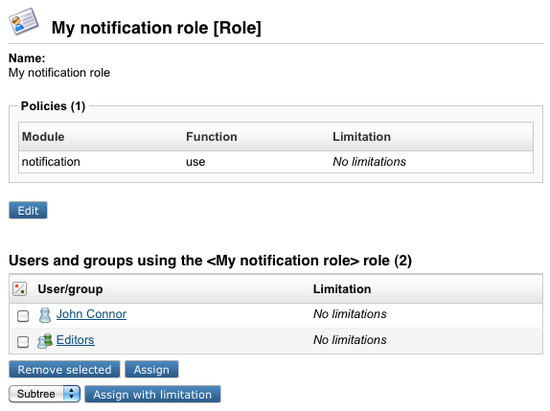 My notification role [Role]
Name:
My notification role
Policies (1)
Module Function Limitation
notification use No limitations
Edit
Users and groups using the <My notification role> role (2)
User/group Limitation
John Connor No limitations
Editors No limitations
Remove selected Assign
Subtree Assign with limitation